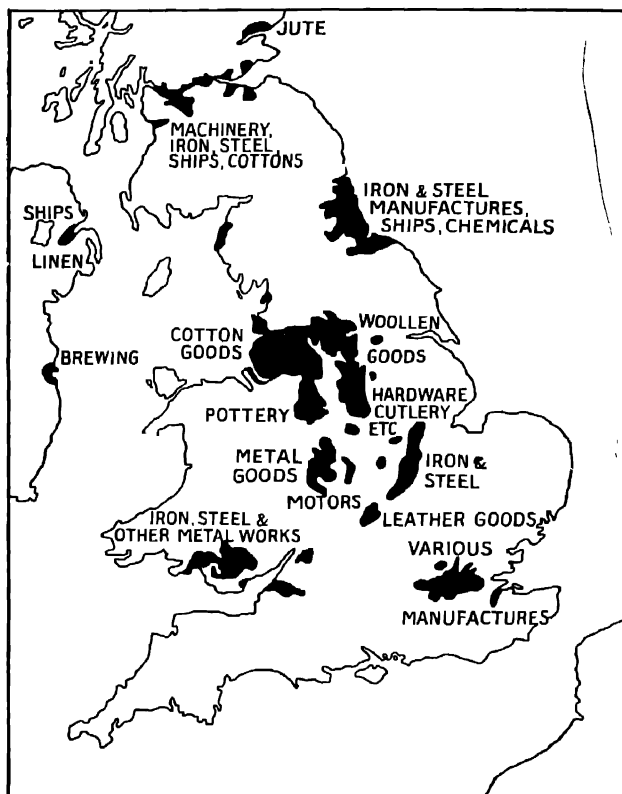 JUTE
MACHINERY,
IRON, STEEL,
SHIPS, COTTONS
IRON & STEEL
MANUFACTURES,
SHIPS, CHEMICALS
SHIPS
LINEN
BREWING
COTTON
GOODS
WOOLLEN
GOODS
POTTERY
HARDWARE
CUTLERY
ETC
METAL
GOODS
MOTORS
IRON &
STEEL
LEATHER GOODS
IRON, STEEL &
OTHER METAL WORKS
VARIOUS
MANUFACTURES